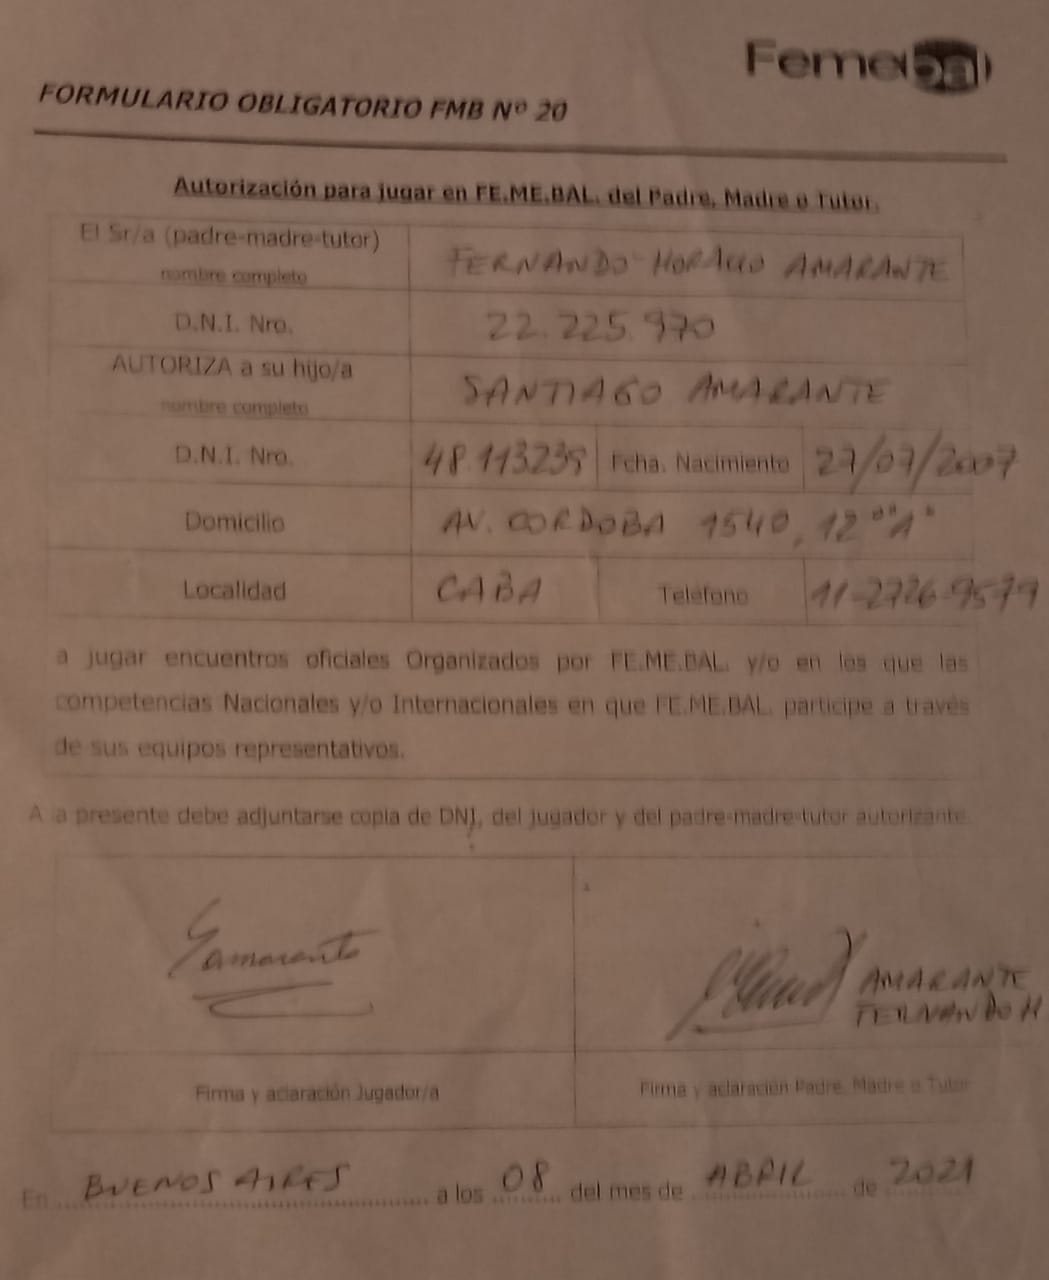 Femebal
FORMULARIO OBLIGATORIO FMB Nº 20
Autorización para jugar en FE.ME.BAL. del Padre, Madre o Tutor.
El Sr/a (padre-madre-tutor) nombre completo FERNANDO HORACIO AMARANTE
D.N.I. Nro. 22.225.970
AUTORIZA a su hijo/a nombre completo SANTIAGO AMARANTE
D.N.I. Nro. 48.113239 Fcha. Nacimiento 27/07/2007
Domicilio AV. CORDOBA 1540, 12 º "A"
Localidad CABA Teléfono 11-2726-9579
a jugar encuentros oficiales Organizados por FE.ME.BAL. y/o en los que las
competencias Nacionales y/o Internacionales en que FE.ME.BAL. participe a través
de sus equipos representativos.
A la presente debe adjuntarse copia de DNI, del jugador y del padre-madre-tutor autorizante.
Samarante
AMARANTE
FERNANDO H
Firma y aclaración Jugador/a Firma y aclaración Padre, Madre o Tutor
En BUENOS AIRES a los 08 del mes de ABRIL de 2021